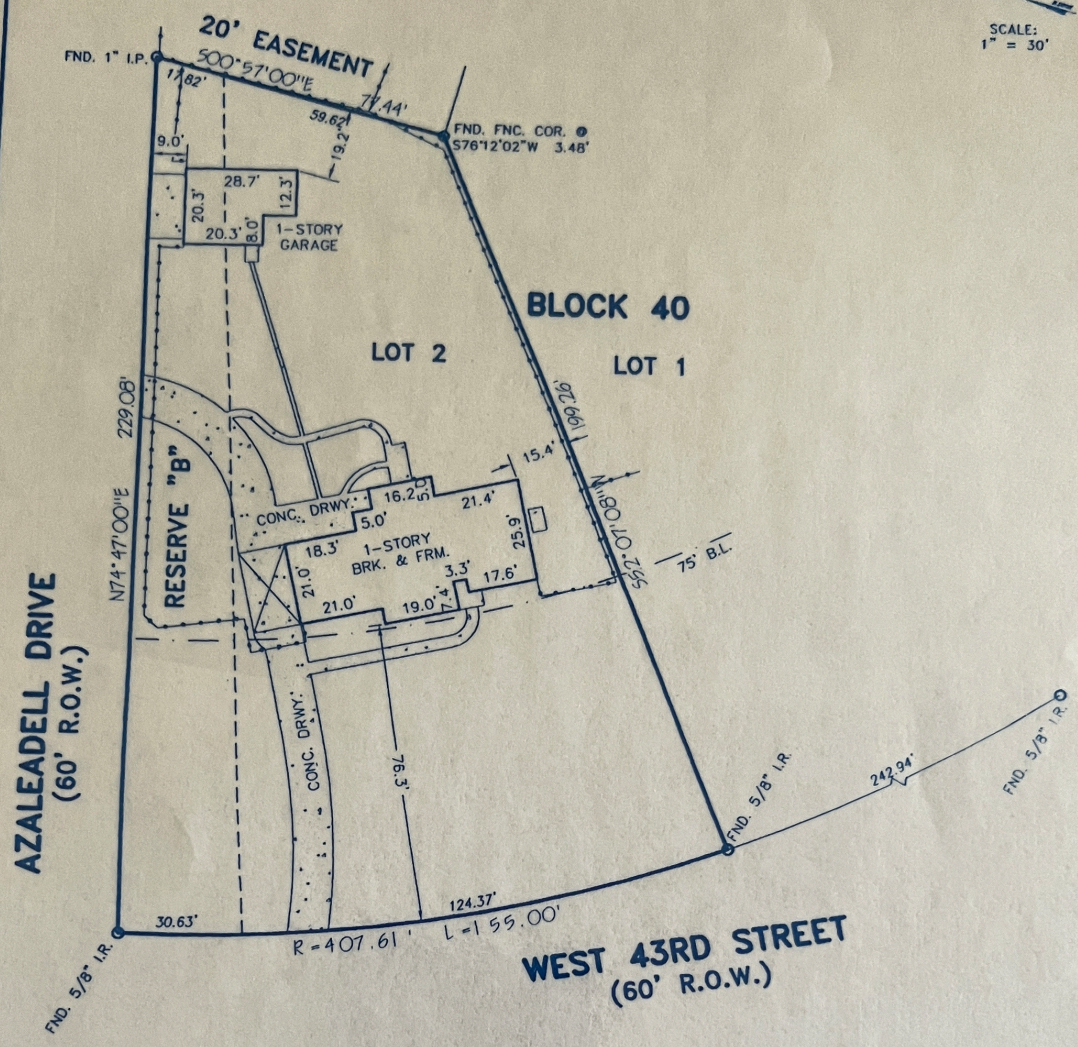 SCALE:
1" = 30'
20' EASEMENT
FND. 1" I.P.
S00°57'00"E
17.82'
77.44'
59.62'
19.2'
FND. FNC. COR.
S76°12'02"W 3.48'
9.0'
28.7'
12.3'
20.3'
20.3'
8.0'
1-STORY
GARAGE
BLOCK 40
LOT 2
LOT 1
229.08'
N74°47'00"E
199.26'
S52°07'08"W
15.4'
75' B.L.
RESERVE "B"
CONC. DRWY.
16.2'
5.0'
21.4'
5.0'
18.3'
1-STORY
BRK. & FRM.
25.9'
21.0'
3.3'
17.6'
7.4'
21.0'
19.0'
AZALEADELL DRIVE
(60' R.O.W.)
CONC. DRWY.
76.3'
FND. 5/8" I.R.
242.94'
FND. 5/8" I.R.
30.63'
124.37'
R=407.61' L=155.00'
FND. 5/8" I.R.
WEST 43RD STREET
(60' R.O.W.)